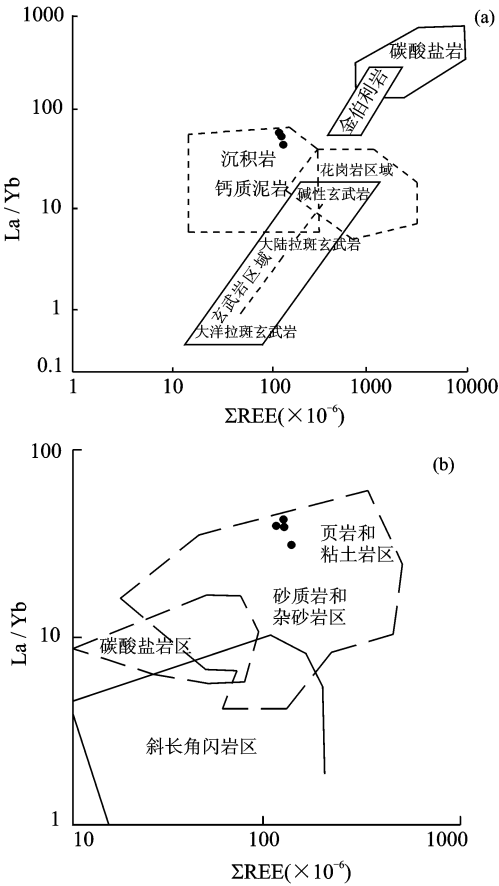 (a)
1000
碳酸盐岩
金伯利岩
100
沉积岩
花岗岩区域
钙质泥岩
碱性玄武岩
10
大陆拉斑玄武岩
玄武岩区域
1
大洋拉斑玄武岩
0.1
La / Yb
1 10 100 1000 10000
ΣREE(×10⁻⁶)
(b)
100
页岩和
粘土岩区
砂质岩和
杂砂岩区
10
碳酸盐岩区
斜长角闪岩区
1
La / Yb
10 100 1000
ΣREE(×10⁻⁶)